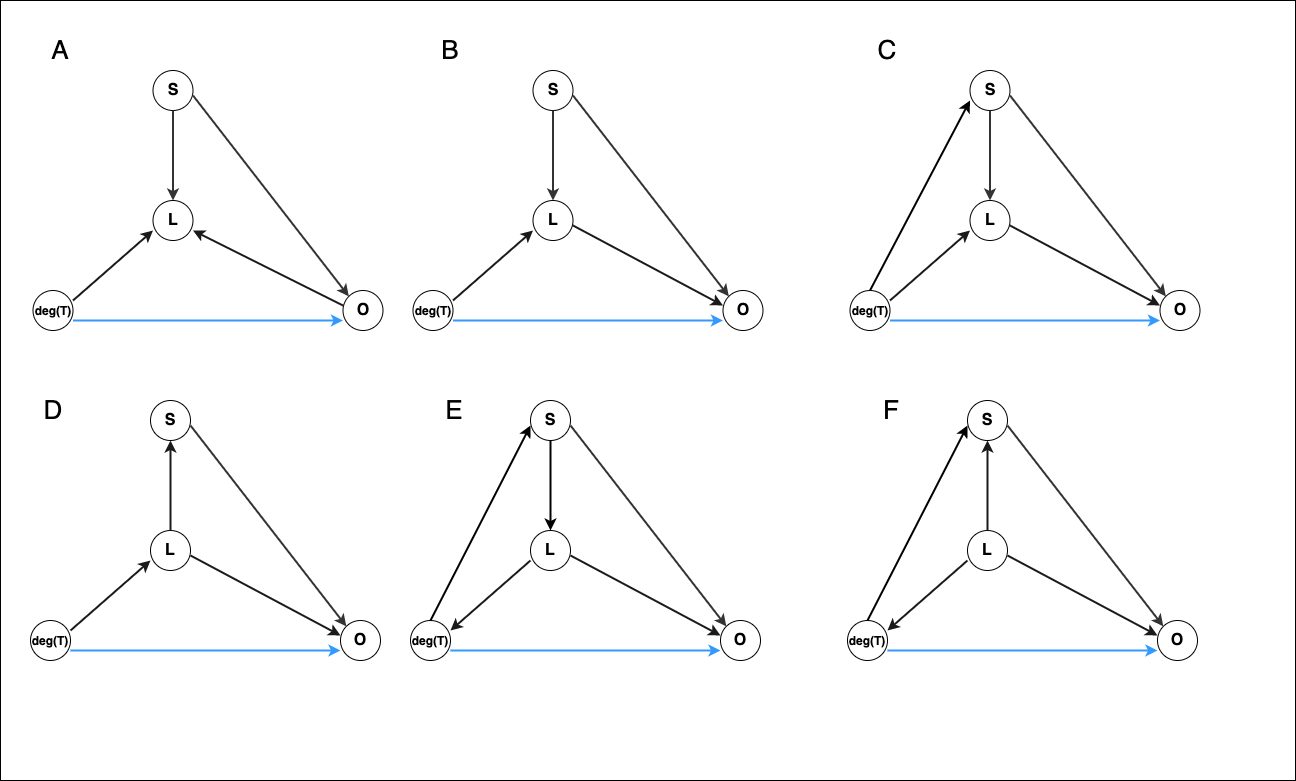 A B C
S S S
L L L
deg(T) O deg(T) O deg(T) O
D E F
S S S
L L L
deg(T) O deg(T) O deg(T) O